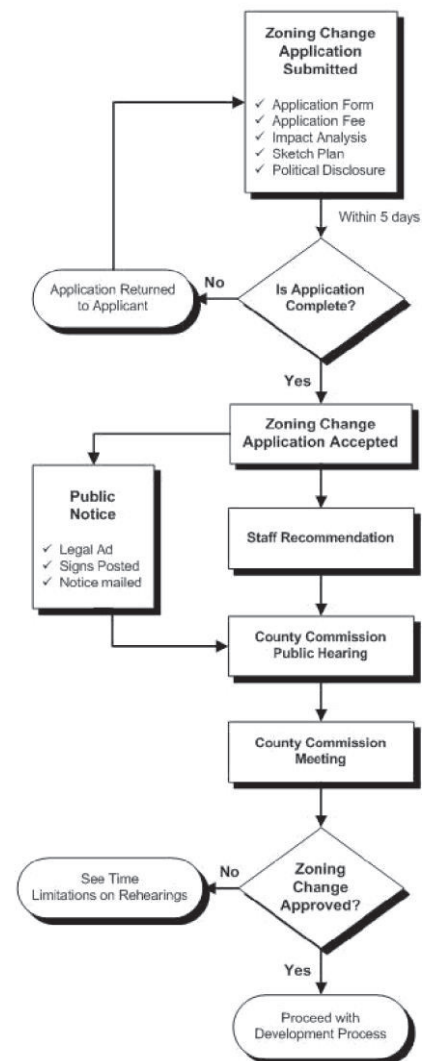 Zoning Change
Application
Submitted
✓ Application Form
✓ Application Fee
✓ Impact Analysis
✓ Sketch Plan
✓ Political Disclosure
Within 5 days
Is Application
Complete?
No
Application Returned
to Applicant
Yes
Zoning Change
Application Accepted
Public
Notice
✓ Legal Ad
✓ Signs Posted
✓ Notice mailed
Staff Recommendation
County Commission
Public Hearing
County Commission
Meeting
Zoning
Change
Approved?
No
See Time
Limitations on Rehearings
Yes
Proceed with
Development Process